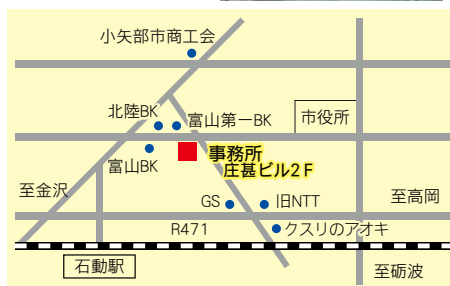 小矢部市商工会
北陸BK
富山第一BK
市役所
富山BK
事務所
庄甚ビル2F
至金沢
至高岡
GS
旧NTT
R471
クスリのアオキ
石動駅
至砺波